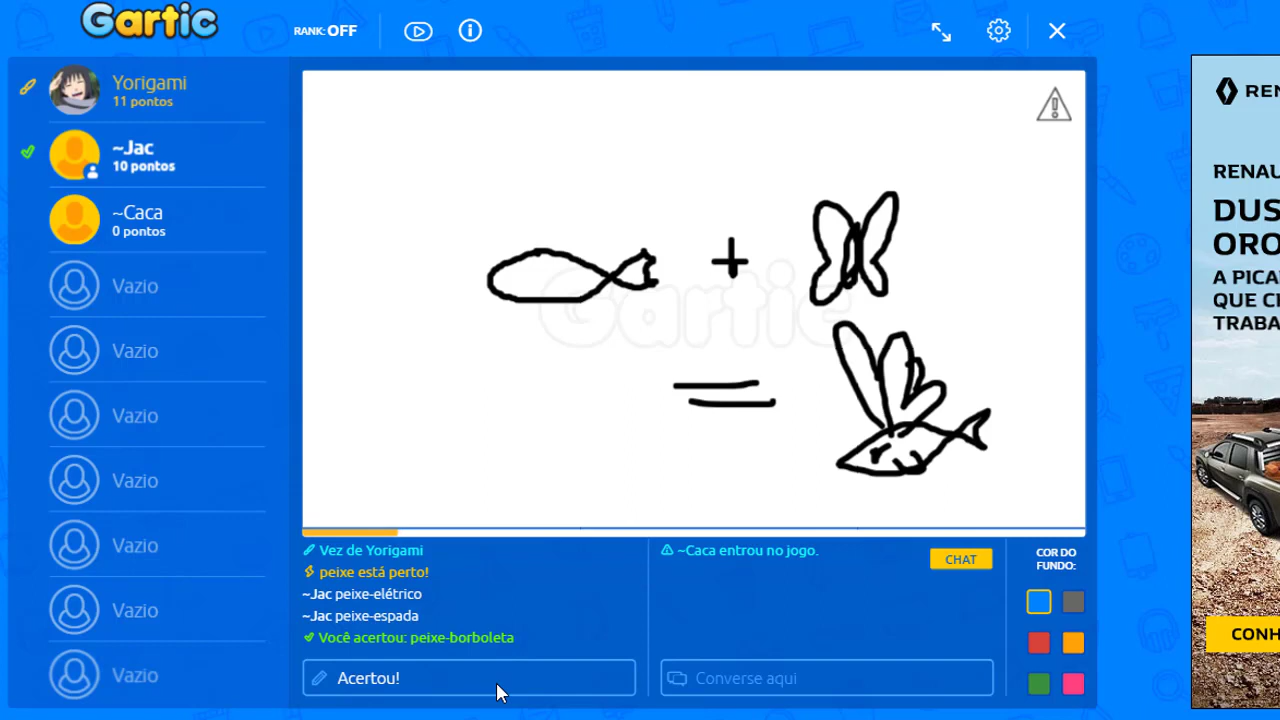 Gartic
RANK: OFF
Yorigami
11 pontos
~Jac
10 pontos
~Caca
0 pontos
Vazio
Vazio
Vazio
Vazio
Vazio
Vazio
Vazio
Gartic
Vez de Yorigami
peixe está perto!
~Jac peixe-elétrico
~Jac peixe-espada
Você acertou: peixe-borboleta
Acertou!
~Caca entrou no jogo.
CHAT
Converse aqui
COR DO
FUNDO:
REN
RENAU
DUS
ORO
A PICA
QUE C
TRABA
CONH